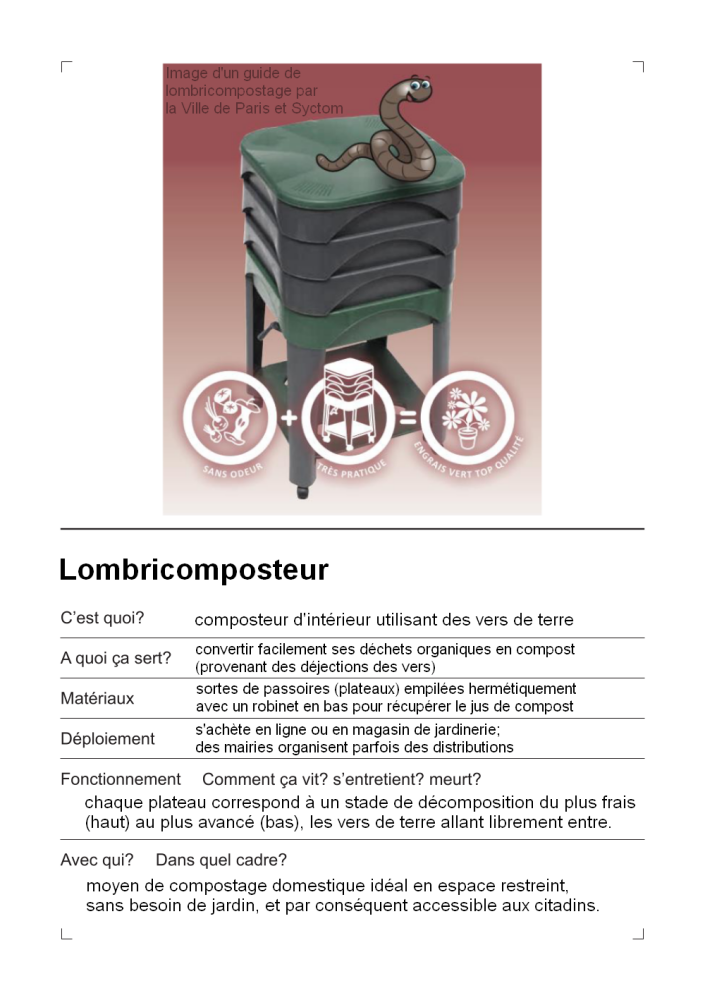 Image d'un guide de
lombricompostage par
la Ville de Paris et Syctom
SANS ODEUR
TRÈS PRATIQUE
ENGRAIS VERT TOP QUALITÉ
Lombricomposteur
C’est quoi? composteur d’intérieur utilisant des vers de terre
A quoi ça sert? convertir facilement ses déchets organiques en compost
(provenant des déjections des vers)
Matériaux sortes de passoires (plateaux) empilées hermétiquement
avec un robinet en bas pour récupérer le jus de compost
Déploiement s'achète en ligne ou en magasin de jardinerie;
des mairies organisent parfois des distributions
Fonctionnement Comment ça vit? s’entretient? meurt?
chaque plateau correspond à un stade de décomposition du plus frais
(haut) au plus avancé (bas), les vers de terre allant librement entre.
Avec qui? Dans quel cadre?
moyen de compostage domestique idéal en espace restreint,
sans besoin de jardin, et par conséquent accessible aux citadins.